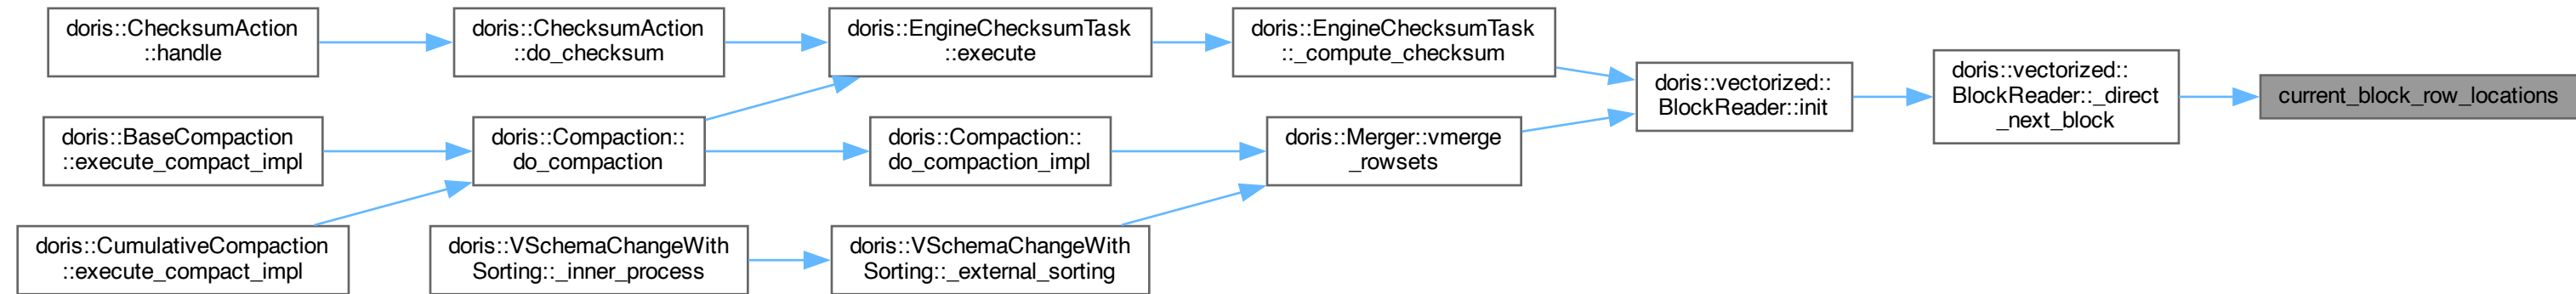 doris::ChecksumAction
::handle
doris::ChecksumAction
::do_checksum
doris::EngineChecksumTask
::execute
doris::EngineChecksumTask
::_compute_checksum
doris::vectorized::
BlockReader::init
doris::vectorized::
BlockReader::_direct
_next_block
current_block_row_locations
doris::BaseCompaction
::execute_compact_impl
doris::Compaction::
do_compaction
doris::Compaction::
do_compaction_impl
doris::Merger::vmerge
_rowsets
doris::CumulativeCompaction
::execute_compact_impl
doris::VSchemaChangeWith
Sorting::_inner_process
doris::VSchemaChangeWith
Sorting::_external_sorting